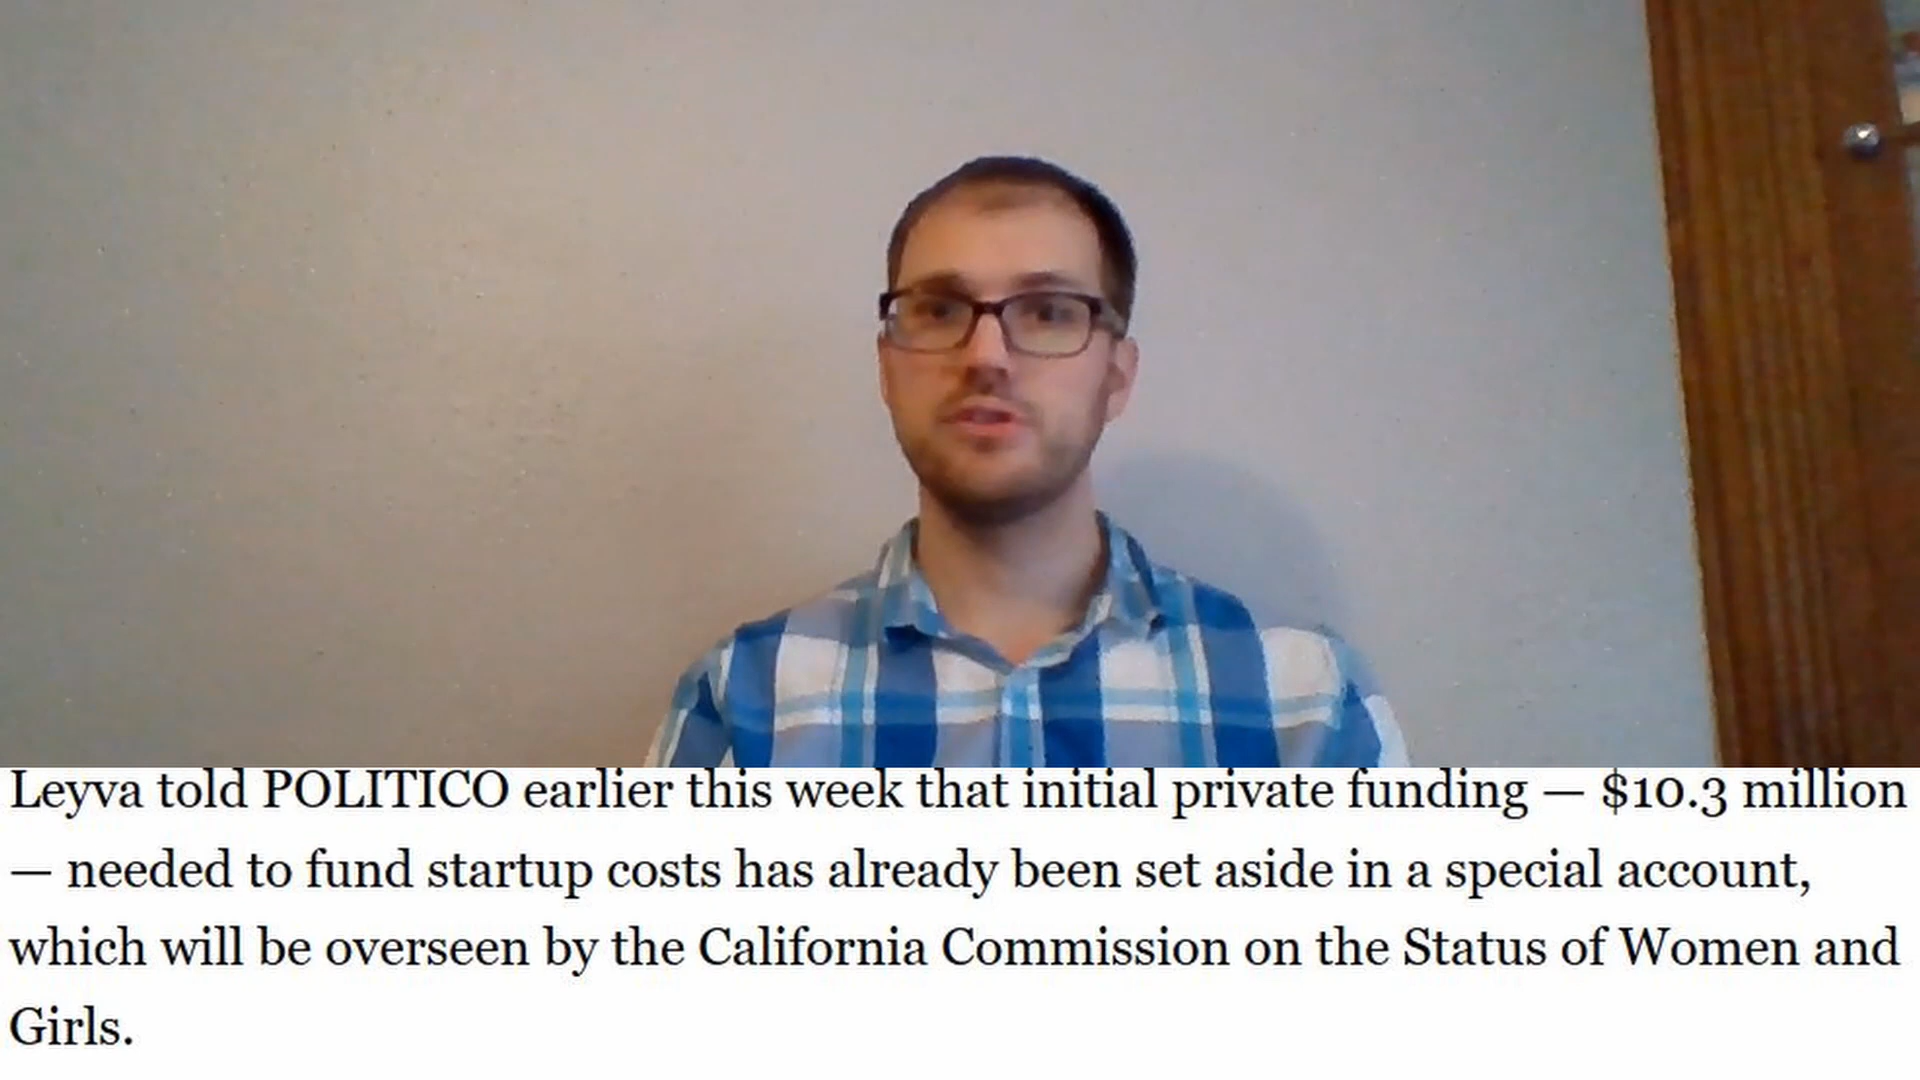 Leyva told POLITICO earlier this week that initial private funding — $10.3 million
— needed to fund startup costs has already been set aside in a special account,
which will be overseen by the California Commission on the Status of Women and
Girls.